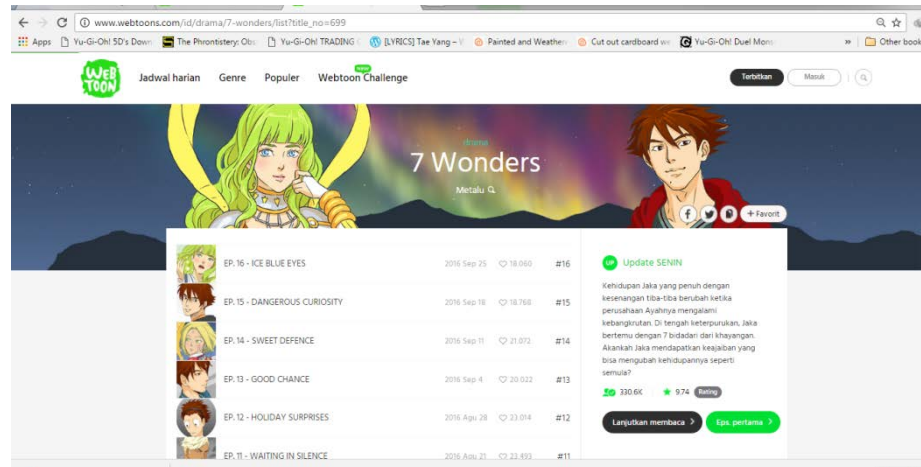 www.webtoons.com/id/drama/7-wonders/list?title_no=699
Apps
Yu-Gi-Oh! 5D's Down
The Phrontistery: Obs
Yu-Gi-Oh! TRADING C
[LYRICS] Tae Yang – V
Painted and Weather
Cut out cardboard we
Yu-Gi-Oh! Duel Mons
»
Other book
WEB
TOON
Jadwal harian
Genre
Populer
Webtoon Challenge
Terbitkan
Masuk
drama
7 Wonders
Metalu
+ Favorit
EP. 16 - ICE BLUE EYES
2016 Sep 25
18.060
#16
EP. 15 - DANGEROUS CURIOSITY
2016 Sep 18
18.768
#15
EP. 14 - SWEET DEFENCE
2016 Sep 11
21.072
#14
EP. 13 - GOOD CHANCE
2016 Sep 4
20.022
#13
EP. 12 - HOLIDAY SURPRISES
2016 Agu 28
23.014
#12
EP. 11 - WAITING IN SILENCE
2016 Agu 21
23.493
#11
UP
Update SENIN
Kehidupan Jaka yang penuh dengan
kesenangan tiba-tiba berubah ketika
perusahaan Ayahnya mengalami
kebangkrutan. Di tengah keterpurukan, Jaka
bertemu dengan 7 bidadari dari khayangan.
Akankah Jaka mendapatkan keajaiban yang
bisa mengubah kehidupannya seperti
semula?
330.6K
9.74
Rating
Lanjutkan membaca
Eps. pertama